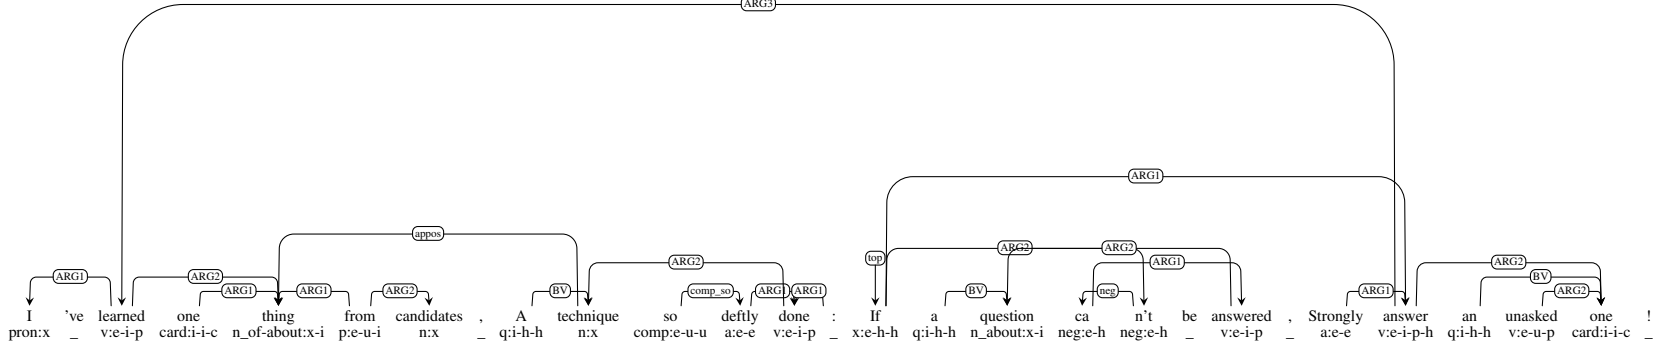 ARG3
ARG1
appos
ARG2 ARG2
ARG2 top ARG1 ARG2
ARG1 ARG2 BV
ARG1 ARG1 ARG2 BV comp_so ARG1 ARG1 BV neg ARG1 ARG2
I 've learned one thing from candidates , A technique so deftly done : If a question ca n't be answered , Strongly answer an unasked one !
pron:x _ v:e-i-p card:i-i-c n_of-about:x-i p:e-u-i n:x _ q:i-h-h n:x comp:e-u-u a:e-e v:e-i-p _ x:e-h-h q:i-h-h n_about:x-i neg:e-h neg:e-h _ v:e-i-p _ a:e-e v:e-i-p-h q:i-h-h v:e-u-p card:i-i-c _